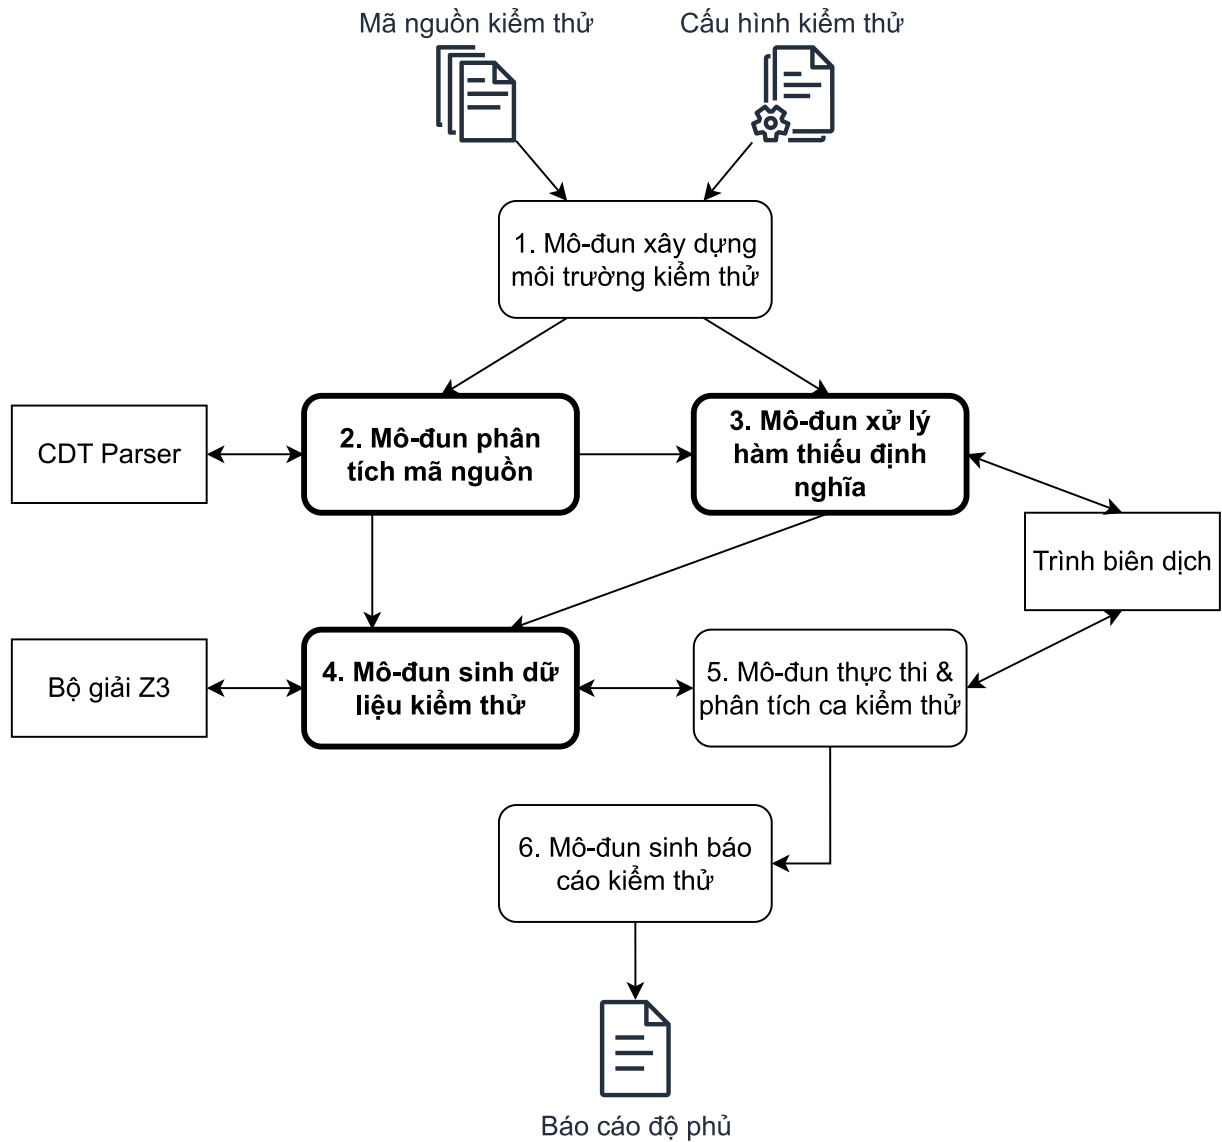 Mã nguồn kiểm thử
Cấu hình kiểm thử
1. Mô-đun xây dựng
môi trường kiểm thử
CDT Parser
2. Mô-đun phân
tích mã nguồn
3. Mô-đun xử lý
hàm thiếu định
nghĩa
Trình biên dịch
Bộ giải Z3
4. Mô-đun sinh dữ
liệu kiểm thử
5. Mô-đun thực thi &
phân tích ca kiểm thử
6. Mô-đun sinh báo
cáo kiểm thử
Báo cáo độ phủ